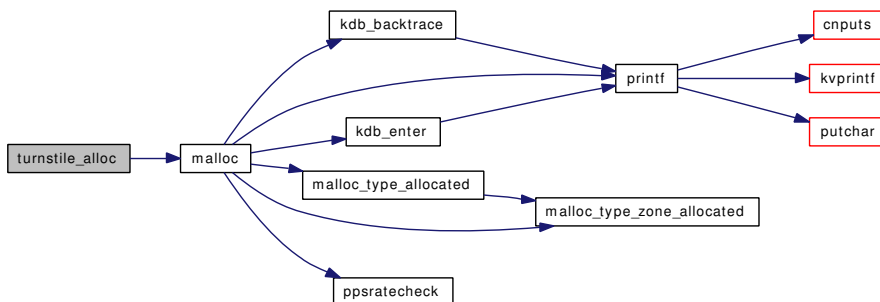 kdb_backtrace
cnputs
printf
kvprintf
kdb_enter
putchar
turnstile_alloc
malloc
malloc_type_allocated
malloc_type_zone_allocated
ppsratecheck